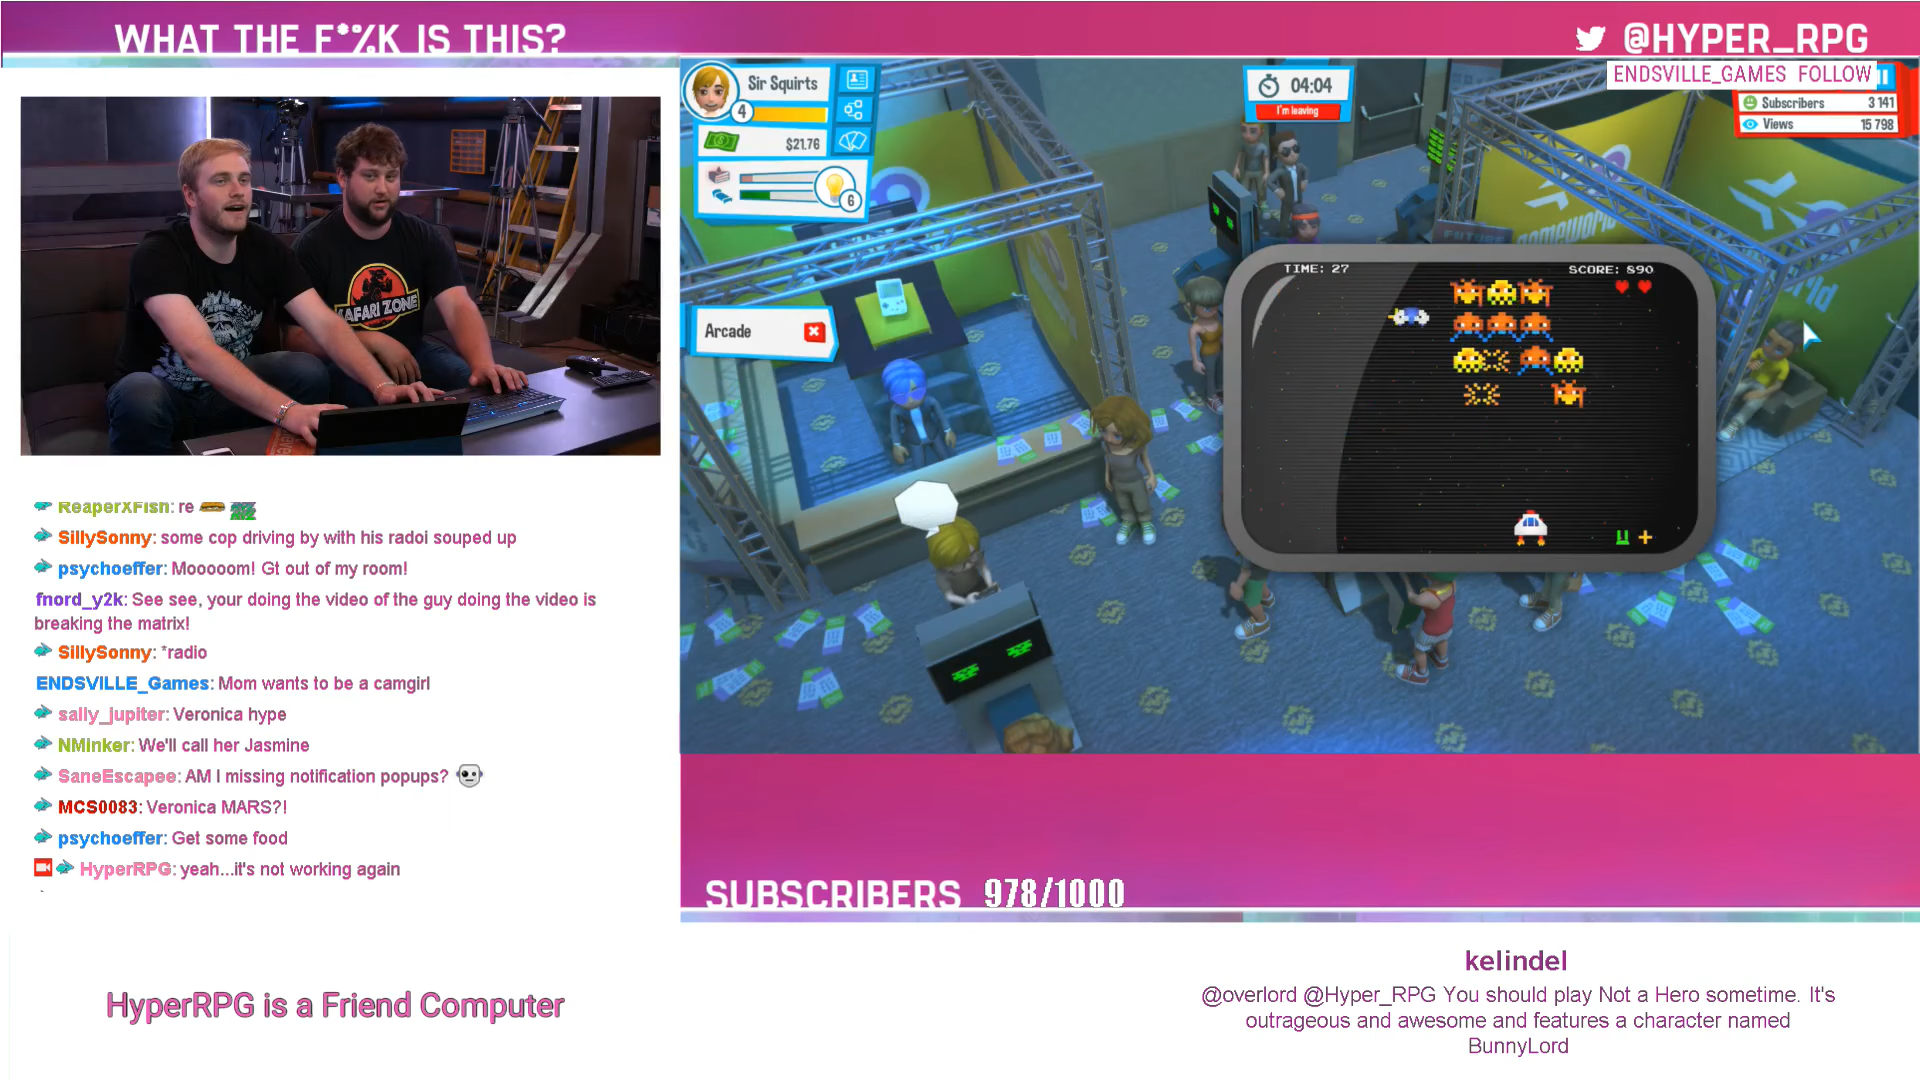 WHAT THE F*%K IS THIS?
@HYPER_RPG
ENDSVILLE_GAMES FOLLOW
Sir Squirts
4
$21.76
6
04:04
I'm leaving
Subscribers 3 141
Views 15 798
Arcade
TIME: 27
SCORE: 890
FUTURE
gameworld
KAFARI ZONE
ReaperXFish: re
SillySonny: some cop driving by with his radoi souped up
psychoeffer: Mooooom! Gt out of my room!
fnord_y2k: See see, your doing the video of the guy doing the video is
breaking the matrix!
SillySonny: *radio
ENDSVILLE_Games: Mom wants to be a camgirl
sally_jupiter: Veronica hype
NMinker: We'll call her Jasmine
SaneEscapee: AM I missing notification popups?
MCS0083: Veronica MARS?!
psychoeffer: Get some food
HyperRPG: yeah...it's not working again
SUBSCRIBERS 978/1000
HyperRPG is a Friend Computer
kelindel
@overlord @Hyper_RPG You should play Not a Hero sometime. It's
outrageous and awesome and features a character named
BunnyLord